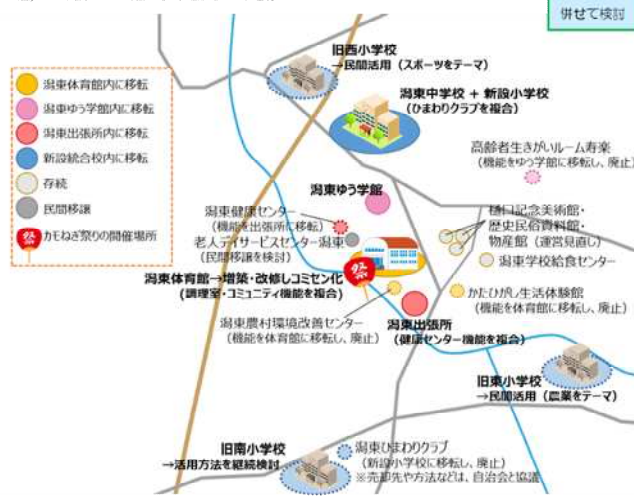 併せて検討
旧西小学校
→民間活用（スポーツをテーマ）
潟東体育館内に移転
潟東ゆう学館内に移転
潟東出張所内に移転
新設統合校内に移転
存続
民間移譲
祭
カモねぎ祭りの開催場所
潟東中学校 + 新設小学校
（ひまわりクラブを複合）
高齢者生きがいルーム寿楽
（機能をゆう学館に移転し、廃止）
潟東ゆう学館
潟東健康センター
（機能を出張所に移転）
老人デイサービスセンター潟東
（民間移譲を検討）
樋口記念美術館・
歴史民俗資料館・
物産館（運営見直し）
潟東学校給食センター
祭
潟東体育館→増築・改修しコミセン化
（調理室・コミュニティ機能を複合）
かたひがし生活体験館
（機能を体育館に移転し、廃止）
潟東農村環境改善センター
（機能を体育館に移転し、廃止）
潟東出張所
（健康センター機能を複合）
旧東小学校
→民間活用（農業をテーマ）
旧南小学校
→活用方法を継続検討
潟東ひまわりクラブ
（新設小学校に移転し、廃止）
※売却先や方法などは、自治会と協議